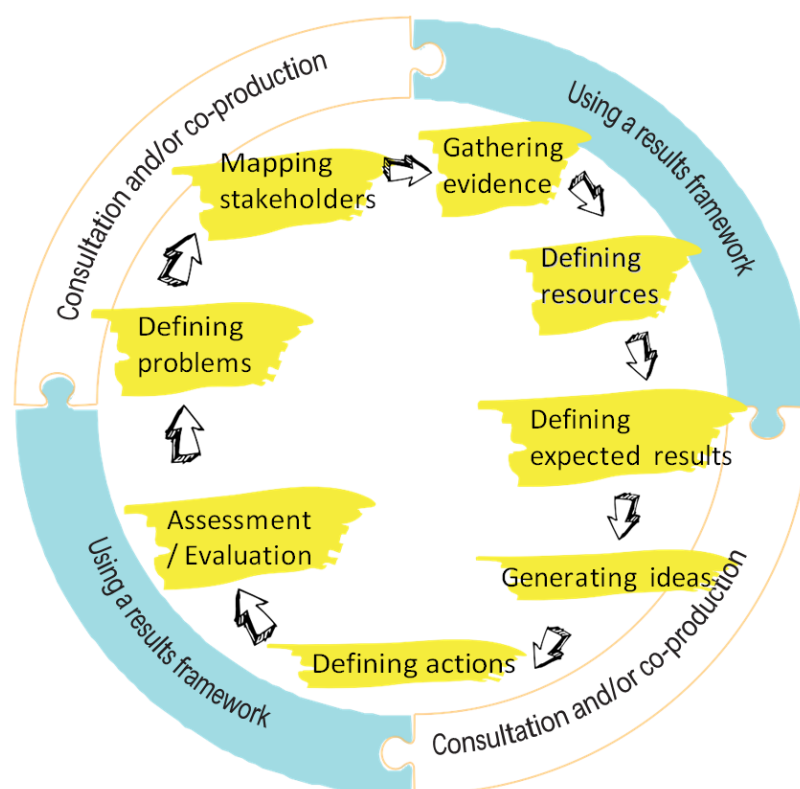 Consultation and/or co-production
Using a results framework
Mapping
stakeholders
Gathering
evidence
Defining
resources
Defining
problems
Defining
expected results
Assessment
/ Evaluation
Generating ideas
Defining actions
Using a results framework
Consultation and/or co-production